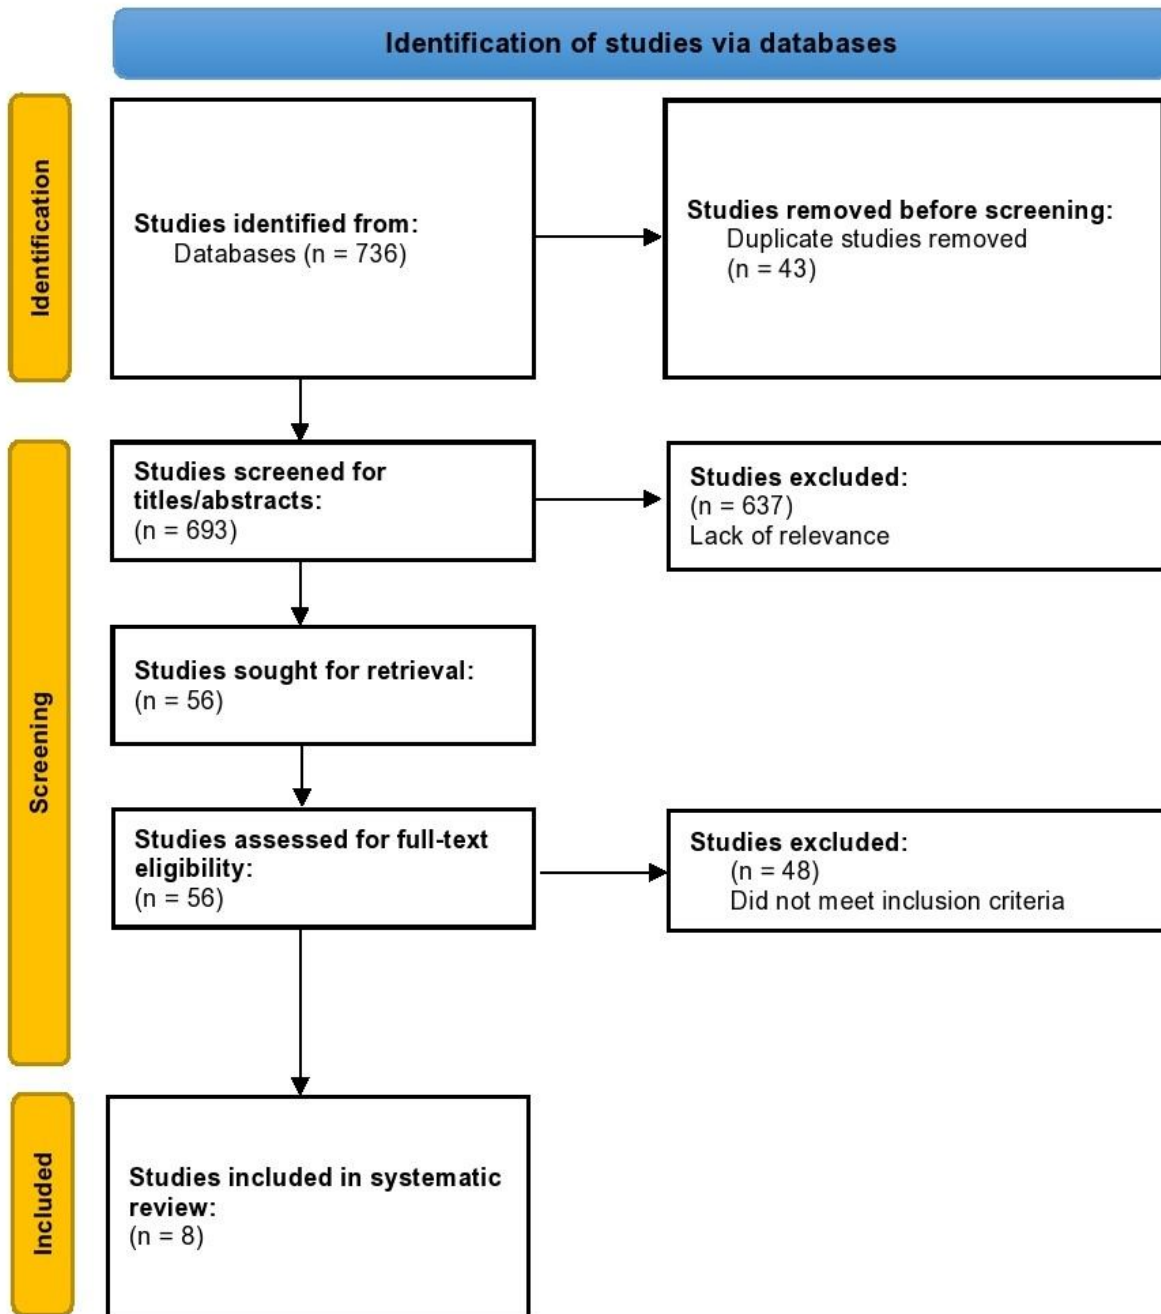 Identification of studies via databases
Identification
Studies identified from:
Databases (n = 736)
Studies removed before screening:
Duplicate studies removed
(n = 43)
Screening
Studies screened for
titles/abstracts:
(n = 693)
Studies excluded:
(n = 637)
Lack of relevance
Studies sought for retrieval:
(n = 56)
Studies assessed for full-text
eligibility:
(n = 56)
Studies excluded:
(n = 48)
Did not meet inclusion criteria
Included
Studies included in systematic
review:
(n = 8)